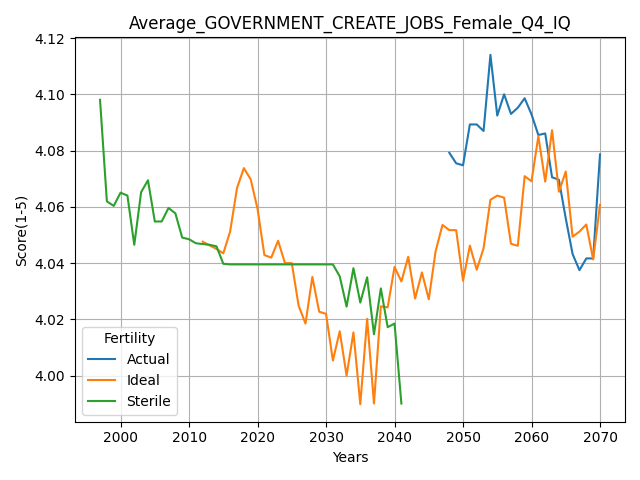 Average_GOVERNMENT_CREATE_JOBS_Female_Q4_IQ
4.12
4.10
4.08
4.06
4.04
4.02
4.00
Score(1-5)
Fertility
Actual
Ideal
Sterile
2000 2010 2020 2030 2040 2050 2060 2070
Years